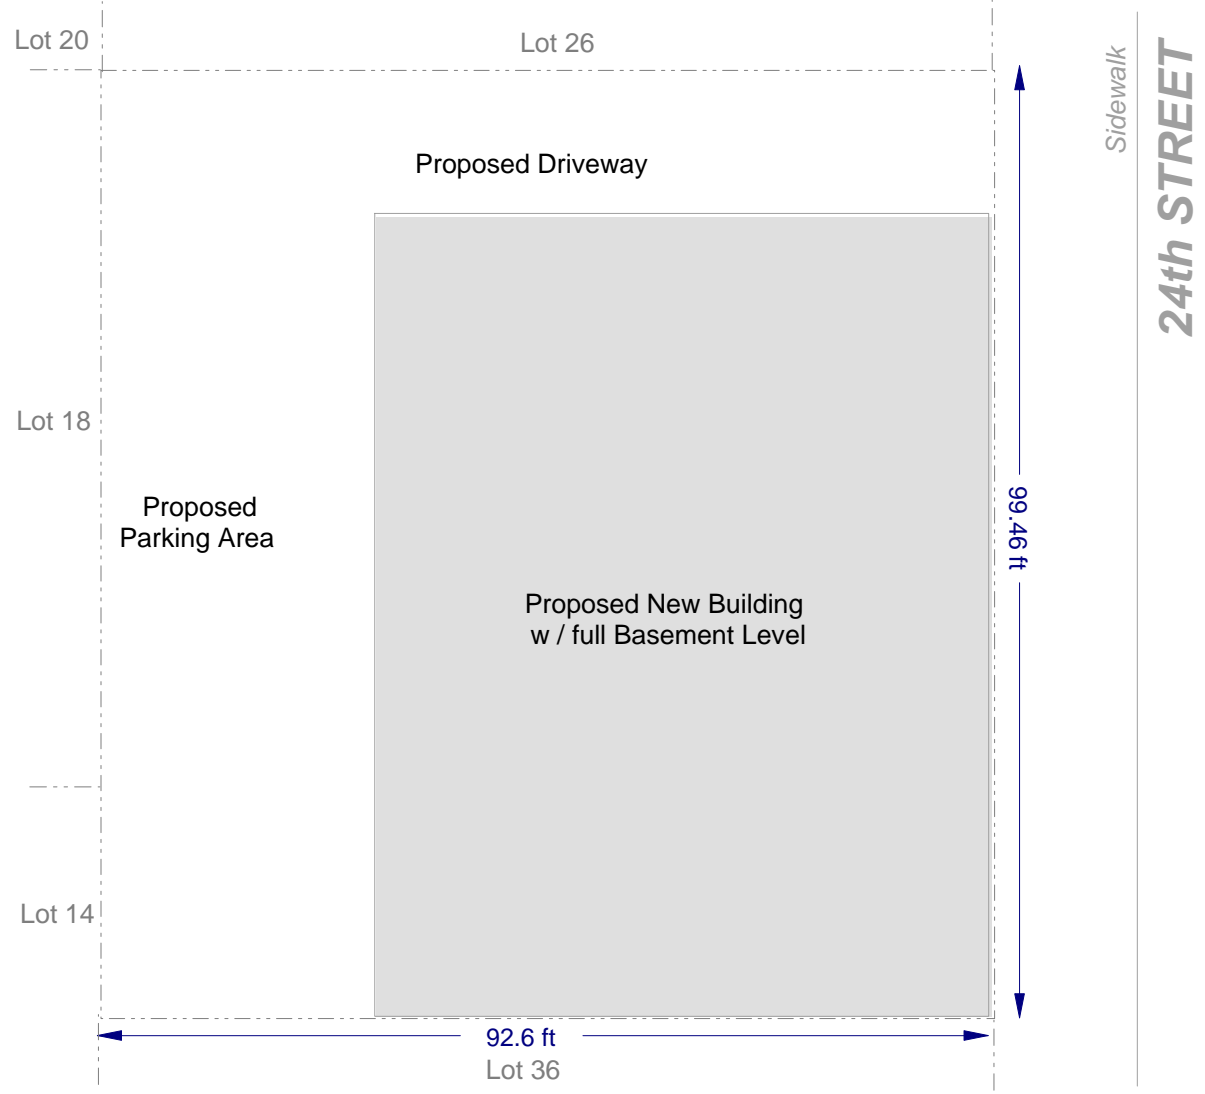 Lot 20
Lot 26
Sidewalk
24th STREET
Proposed Driveway
Lot 18
Proposed
Parking Area
99.46 ft
Proposed New Building
w / full Basement Level
Lot 14
92.6 ft
Lot 36